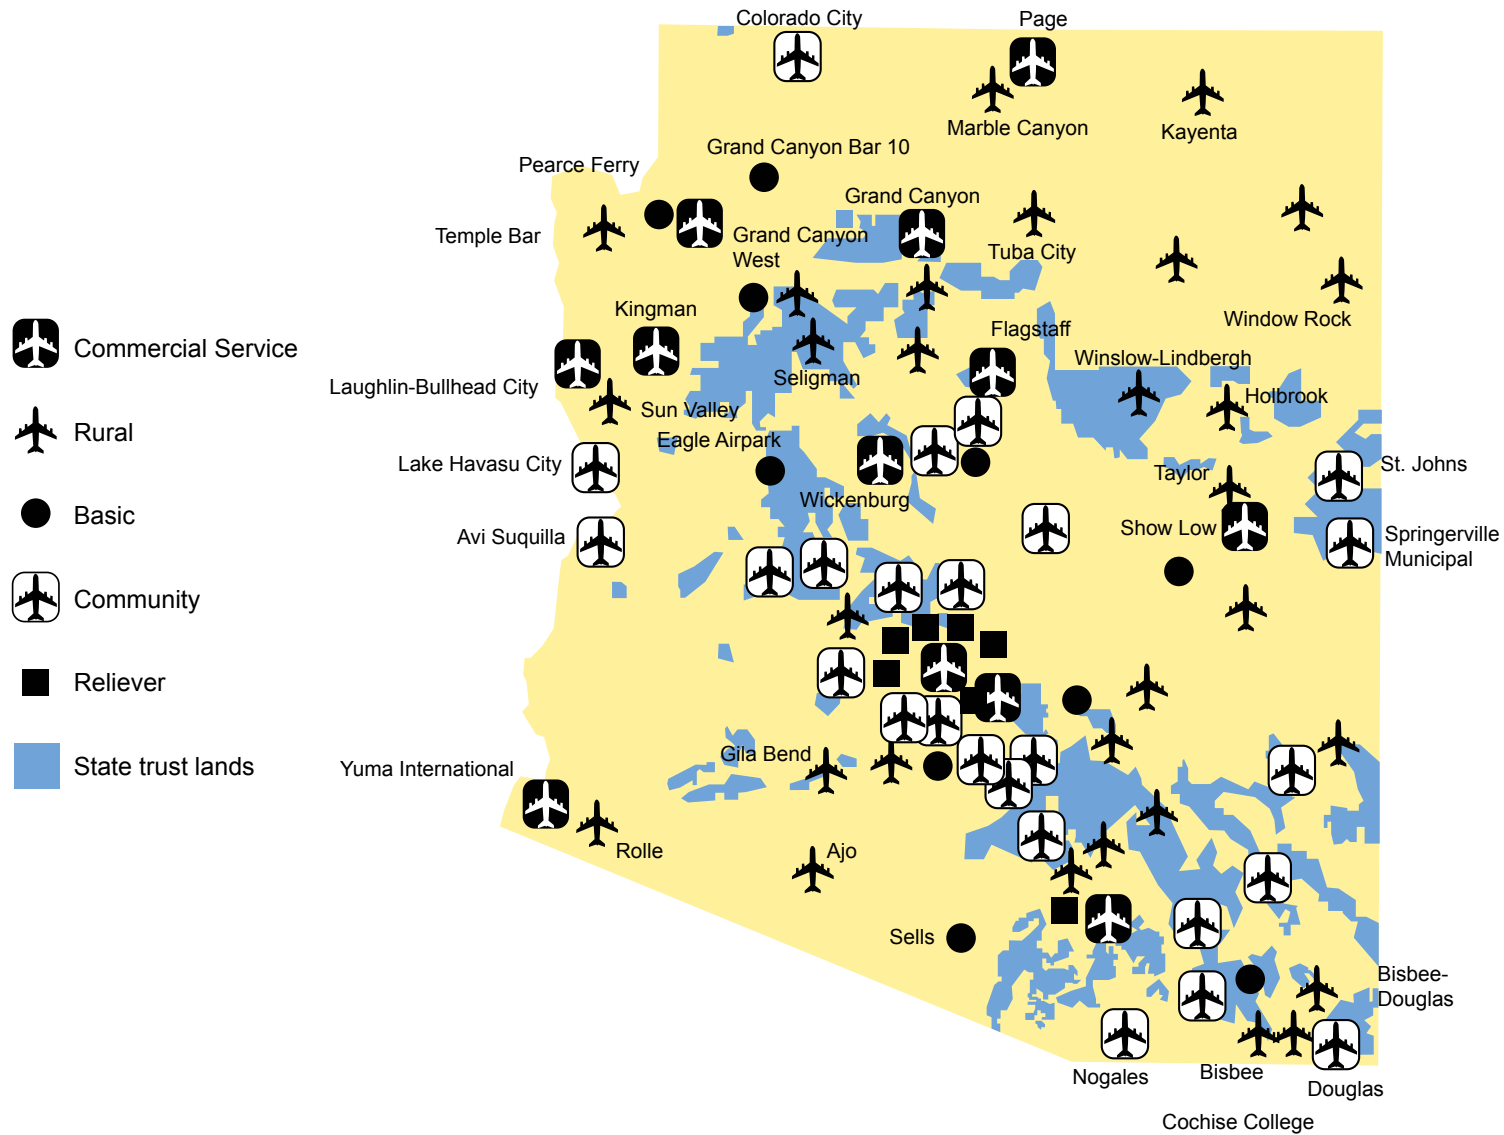 Colorado City
Page
Marble Canyon
Kayenta
Grand Canyon Bar 10
Pearce Ferry
Grand Canyon
Temple Bar
Grand Canyon
West
Tuba City
Kingman
Window Rock
Flagstaff
Commercial Service
Winslow-Lindbergh
Laughlin-Bullhead City
Seligman
Holbrook
Sun Valley
Rural
Eagle Airpark
Lake Havasu City
St. Johns
Taylor
Wickenburg
Basic
Show Low
Avi Suquilla
Springerville
Municipal
Community
Reliever
Gila Bend
State trust lands
Yuma International
Rolle
Ajo
Sells
Bisbee-
Douglas
Nogales
Bisbee
Douglas
Cochise College